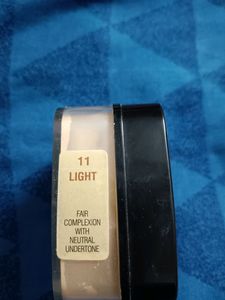 11
LIGHT
FAIR
COMPLEXION
WITH
NEUTRAL
UNDERTONE